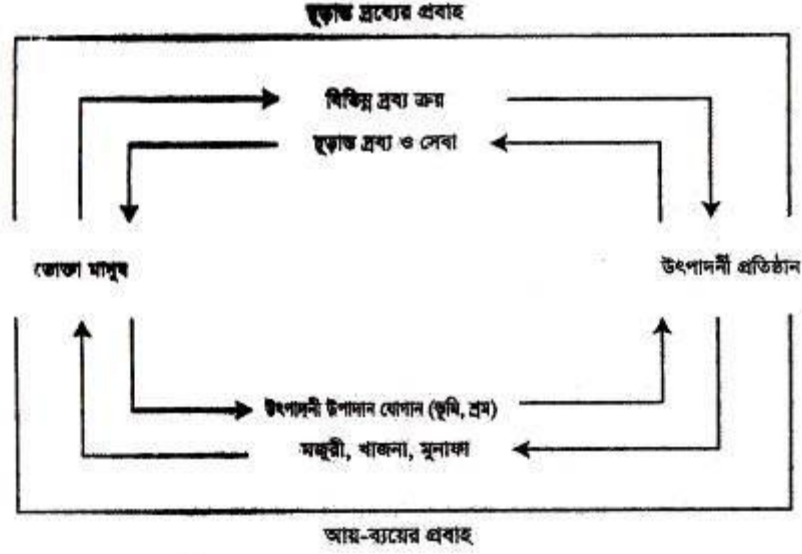 চূড়ান্ত দ্রব্যের প্রবাহ
বিভিন্ন দ্রব্য ক্রয়
চূড়ান্ত দ্রব্য ও সেবা
ভোক্তা মানুষ
উৎপাদনী প্রতিষ্ঠান
উৎপাদনী উপাদান যোগান (ভূমি, শ্রম)
মজুরী, খাজনা, মুনাফা
আয়-ব্যয়ের প্রবাহ